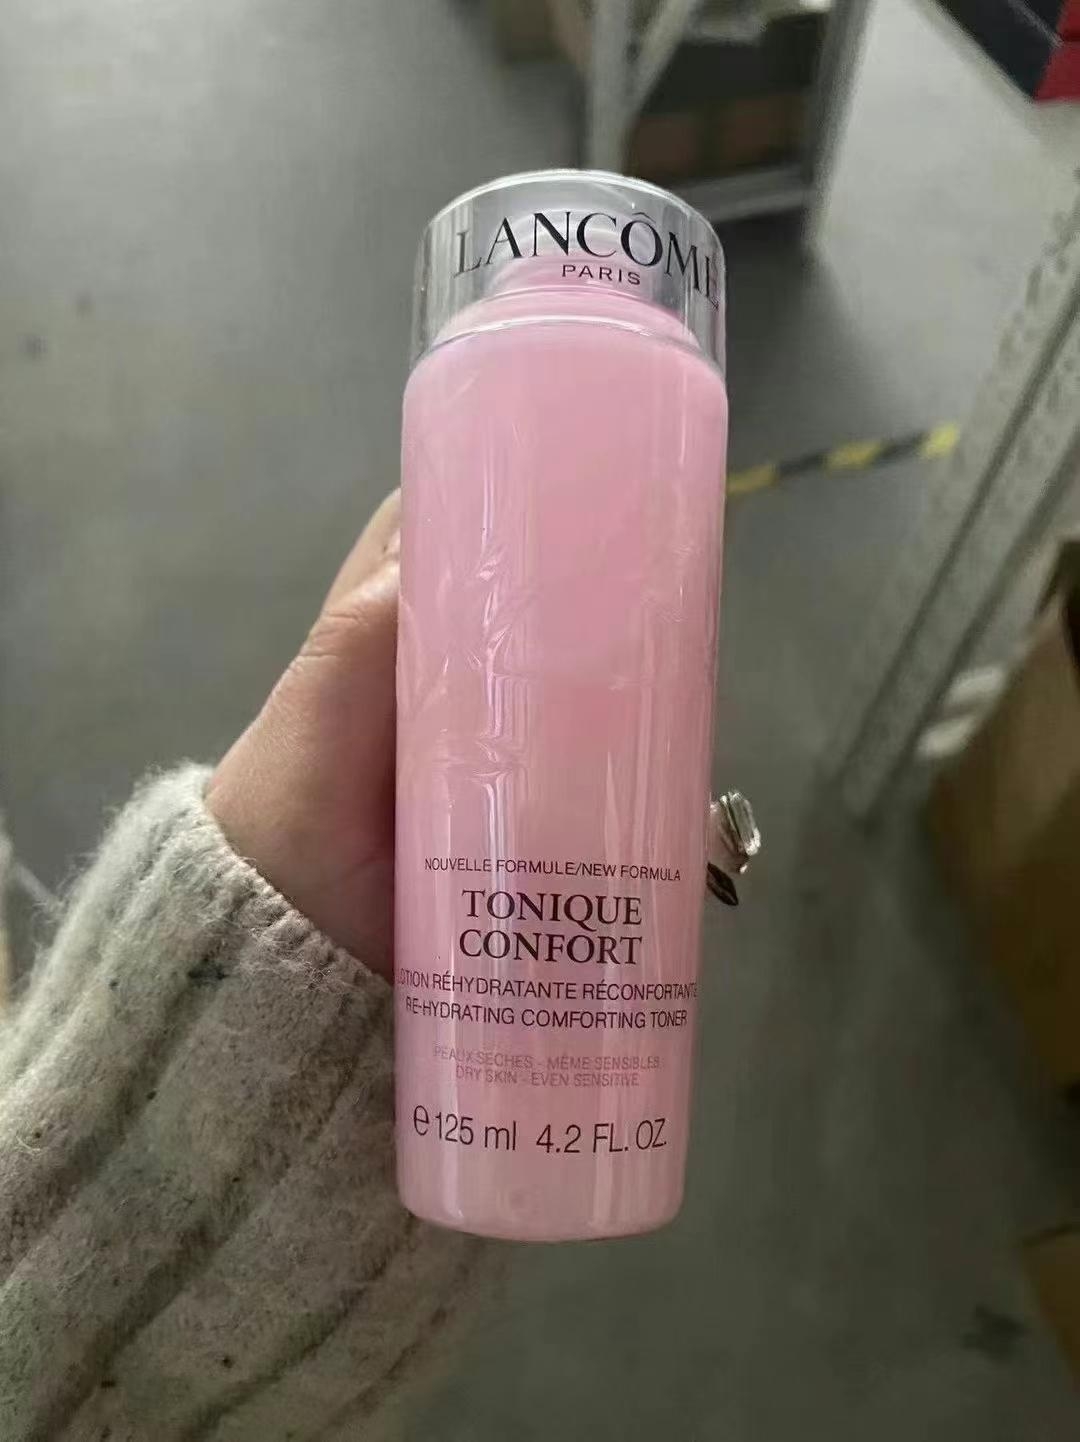 LANCÔME
PARIS
NOUVELLE FORMULE/NEW FORMULA
TONIQUE
CONFORT
LOTION RÉHYDRATANTE RÉCONFORTANTE
RE-HYDRATING COMFORTING TONER
PEAUX SÈCHES - MÊME SENSIBLES
DRY SKIN - EVEN SENSITIVE
e 125 ml 4.2 FL. OZ.